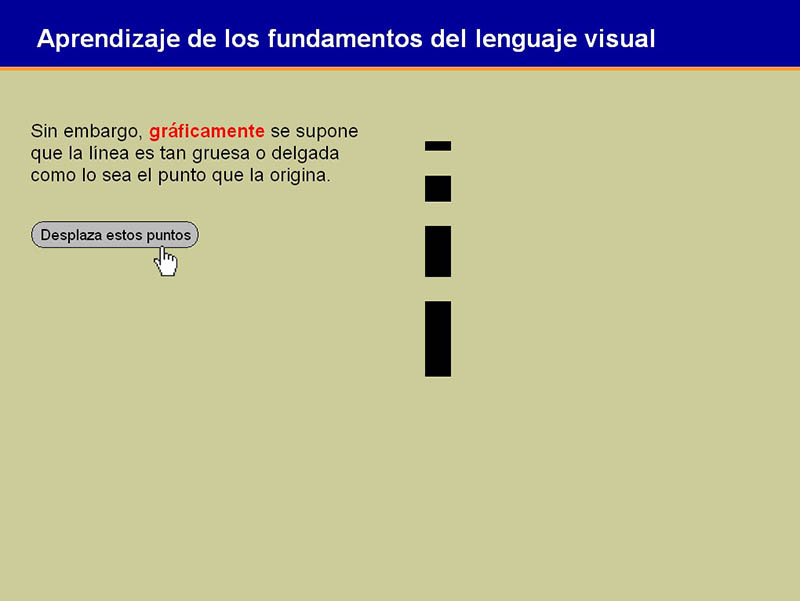 Aprendizaje de los fundamentos del lenguaje visual
Sin embargo, gráficamente se supone
que la línea es tan gruesa o delgada
como lo sea el punto que la origina.
Desplaza estos puntos